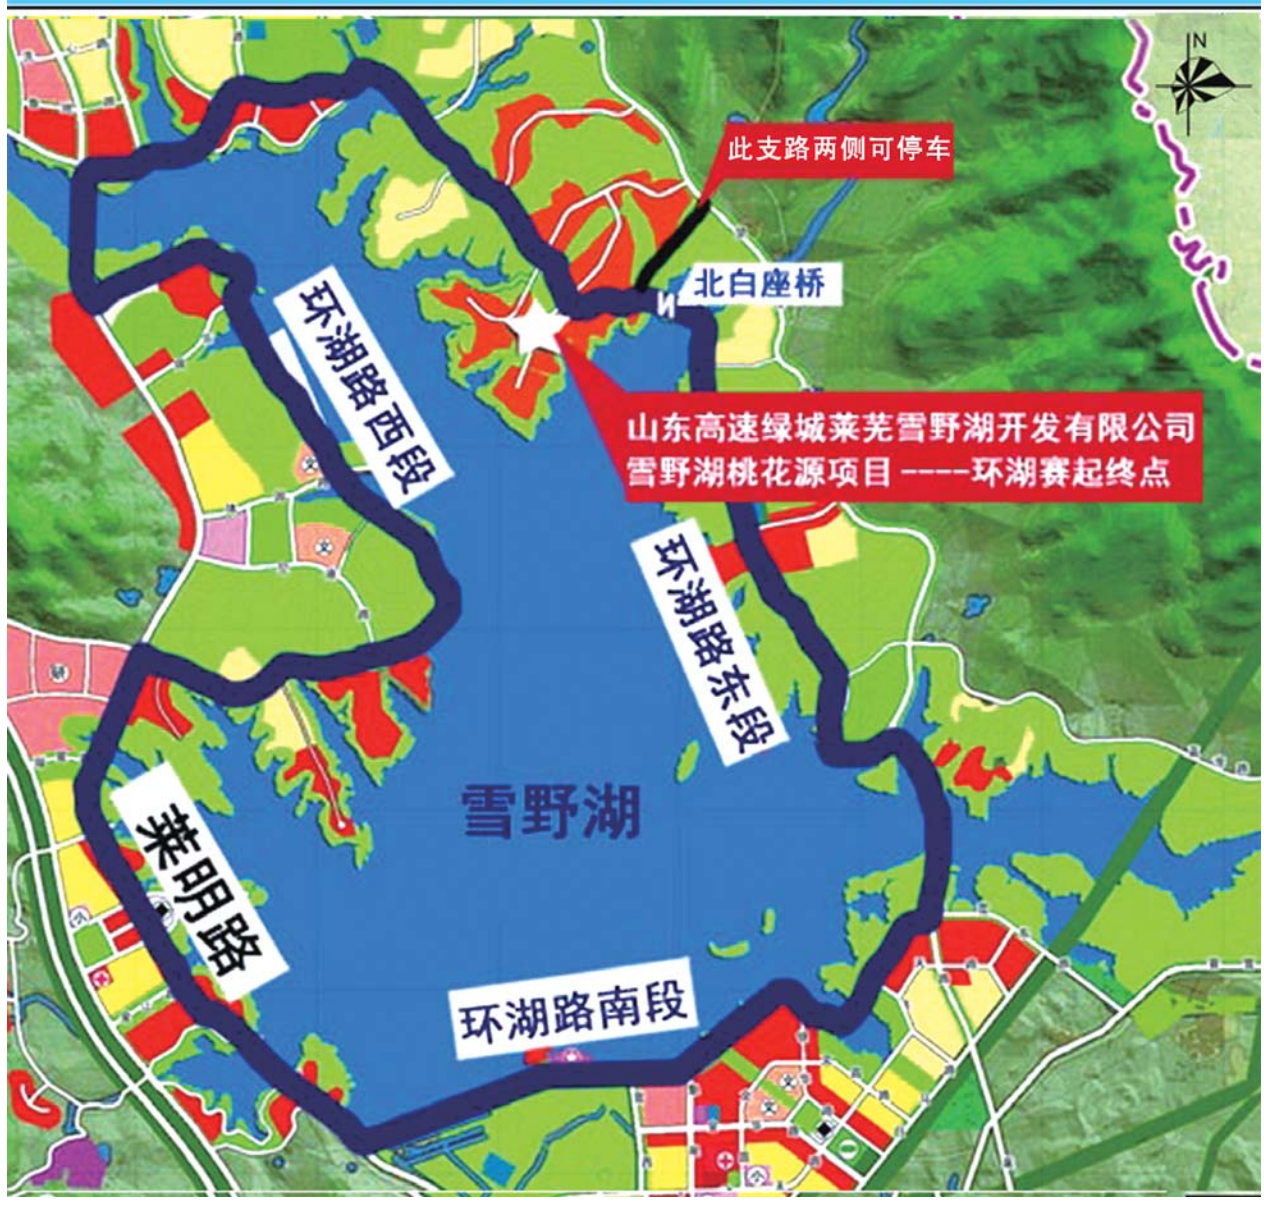 N
此支路两侧可停车
北白座桥
环湖路西段
山东高速绿城莱芜雪野湖开发有限公司
雪野湖桃花源项目----环湖赛起终点
环湖路东段
雪野湖
莱明路
环湖路南段